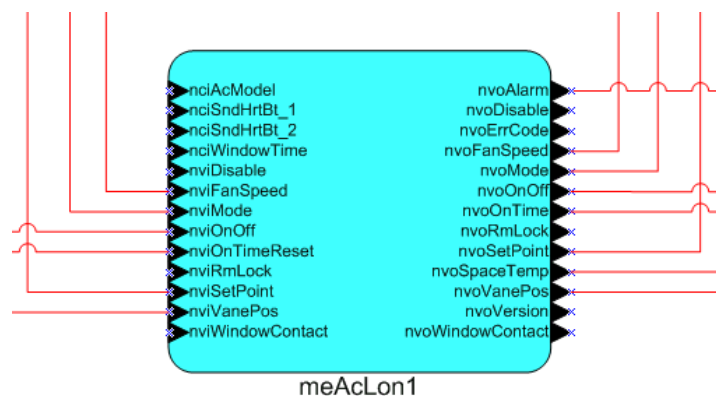 nciAcModel nvoAlarm
nciSndHrtBt_1 nvoDisable
nciSndHrtBt_2 nvoErrCode
nciWindowTime nvoFanSpeed
nviDisable nvoMode
nviFanSpeed nvoOnOff
nviMode nvoOnTime
nviOnOff nvoRmLock
nviOnTimeReset nvoSetPoint
nviRmLock nvoSpaceTemp
nviSetPoint nvoVanePos
nviVanePos nvoVersion
nviWindowContact nvoWindowContact
meAcLon1